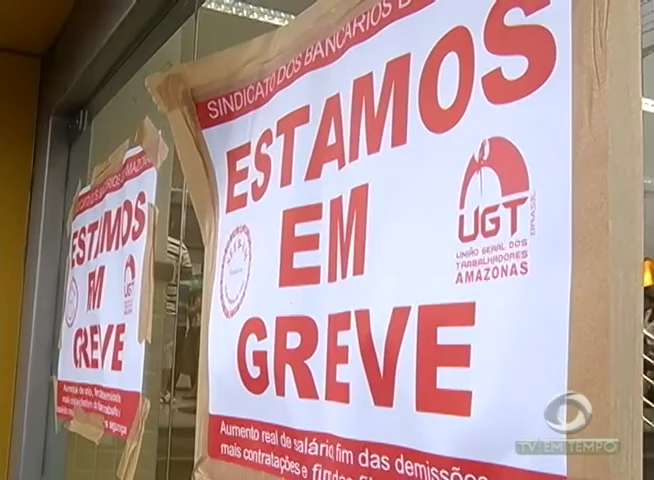 SINDICATO DOS BANCÁRIOS
ESTAMOS
EM
GREVE
UGT
BRASIL
UNIÃO GERAL DOS
TRABALHADORES
AMAZONAS
Aumento real de salário, fim das demissões
mais contratações e fim
ESTAMOS
EM
GREVE
UGT
TV EM TEMPO